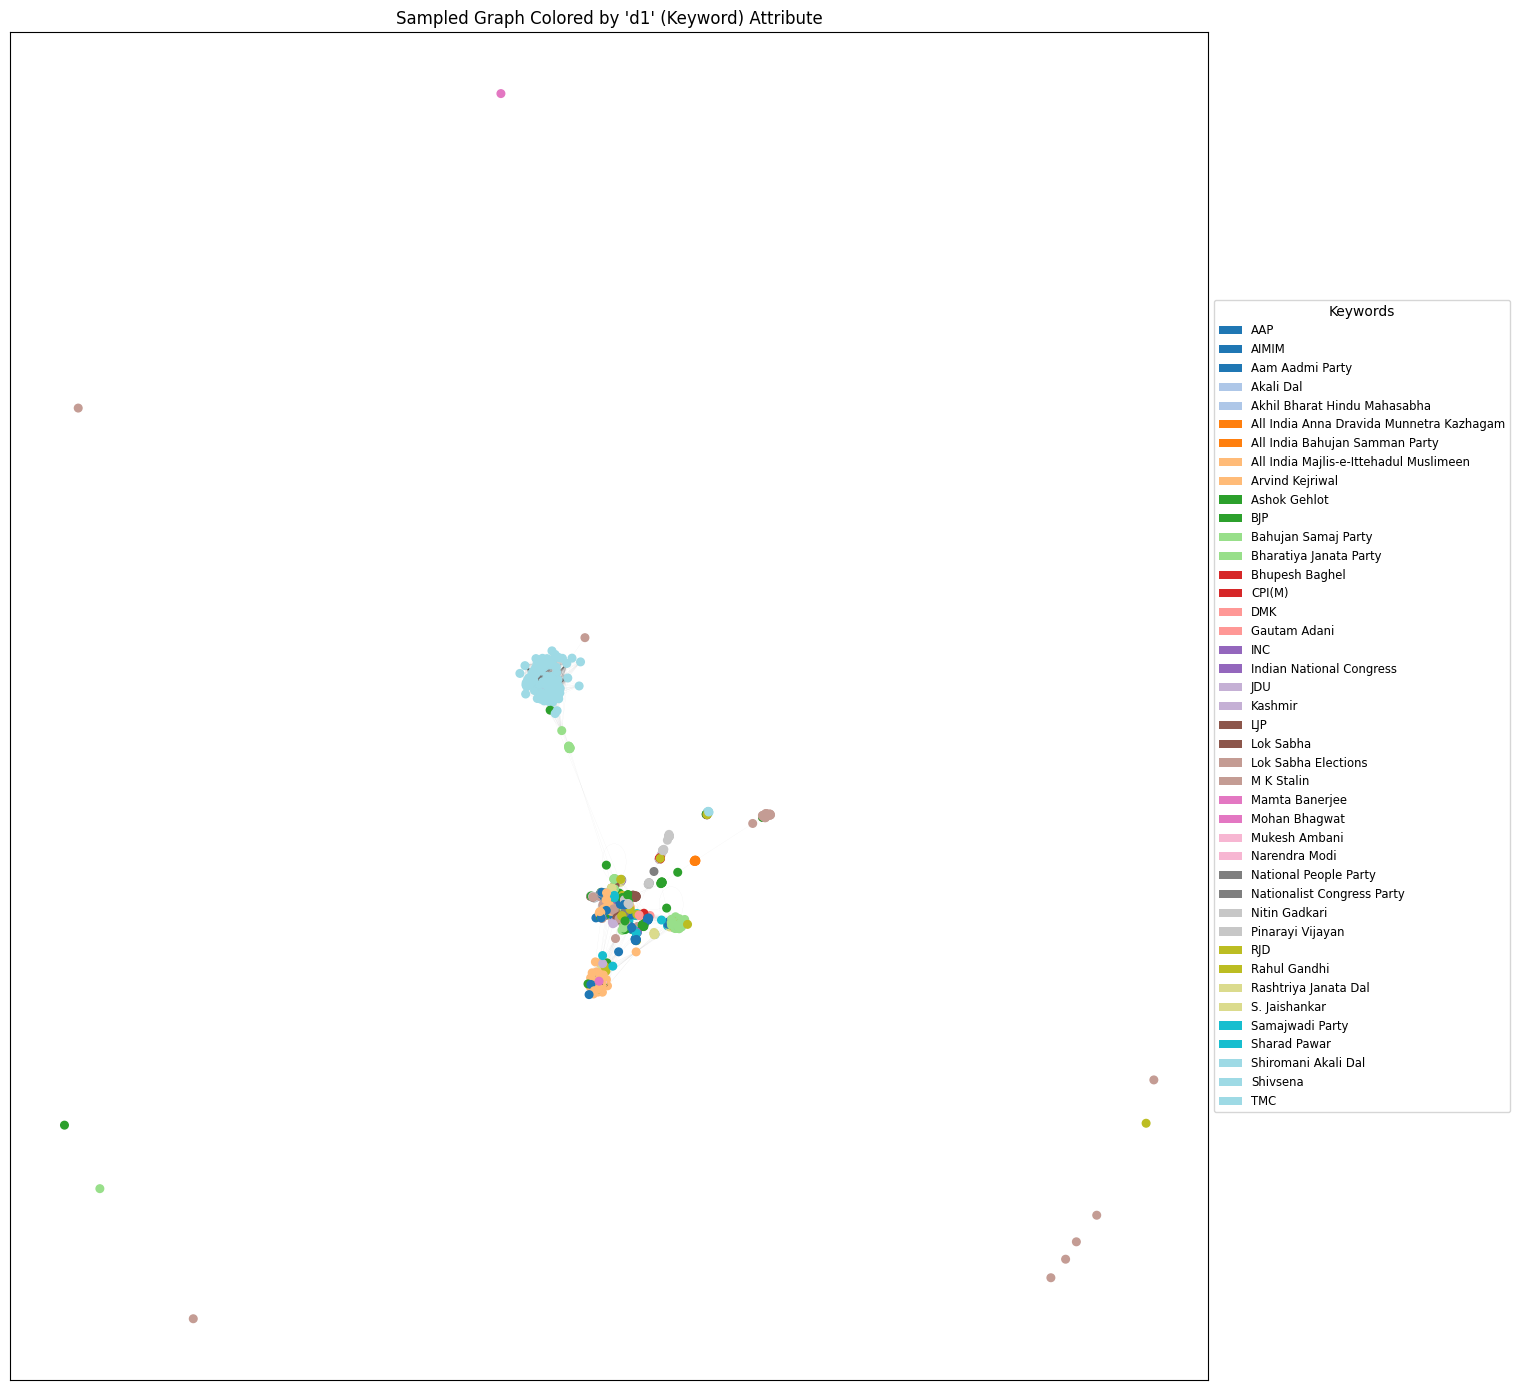 Sampled Graph Colored by 'd1' (Keyword) Attribute
Keywords
AAP
AIMIM
Aam Aadmi Party
Akali Dal
Akhil Bharat Hindu Mahasabha
All India Anna Dravida Munnetra Kazhagam
All India Bahujan Samman Party
All India Majlis-e-Ittehadul Muslimeen
Arvind Kejriwal
Ashok Gehlot
BJP
Bahujan Samaj Party
Bharatiya Janata Party
Bhupesh Baghel
CPI(M)
DMK
Gautam Adani
INC
Indian National Congress
JDU
Kashmir
LJP
Lok Sabha
Lok Sabha Elections
M K Stalin
Mamta Banerjee
Mohan Bhagwat
Mukesh Ambani
Narendra Modi
National People Party
Nationalist Congress Party
Nitin Gadkari
Pinarayi Vijayan
RJD
Rahul Gandhi
Rashtriya Janata Dal
S. Jaishankar
Samajwadi Party
Sharad Pawar
Shiromani Akali Dal
Shivsena
TMC